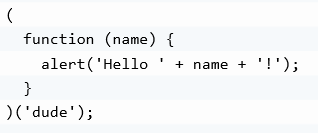 (
  function (name) {
    alert('Hello ' + name + '!');
  }
)('dude');